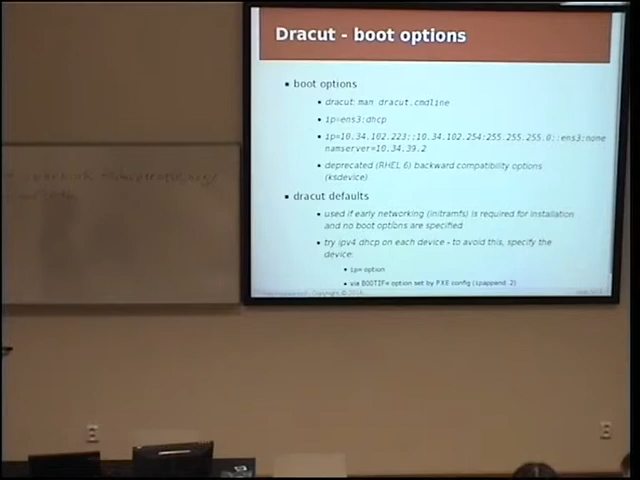 Dracut - boot options
boot options
dracut: man dracut.cmdline
ip=ens3:dhcp
ip=10.34.102.223::10.34.102.254:255.255.255.0::ens3:none
namserver=10.34.39.2
deprecated (RHEL 6) backward compatibility options
(ksdevice)
dracut defaults
used if early networking (initramfs) is required for installation
and no boot options are specified
try ipv4 dhcp on each device - to avoid this, specify the
device:
ip= option
via BOOTIF= option set by PXE config (ipappend 2)